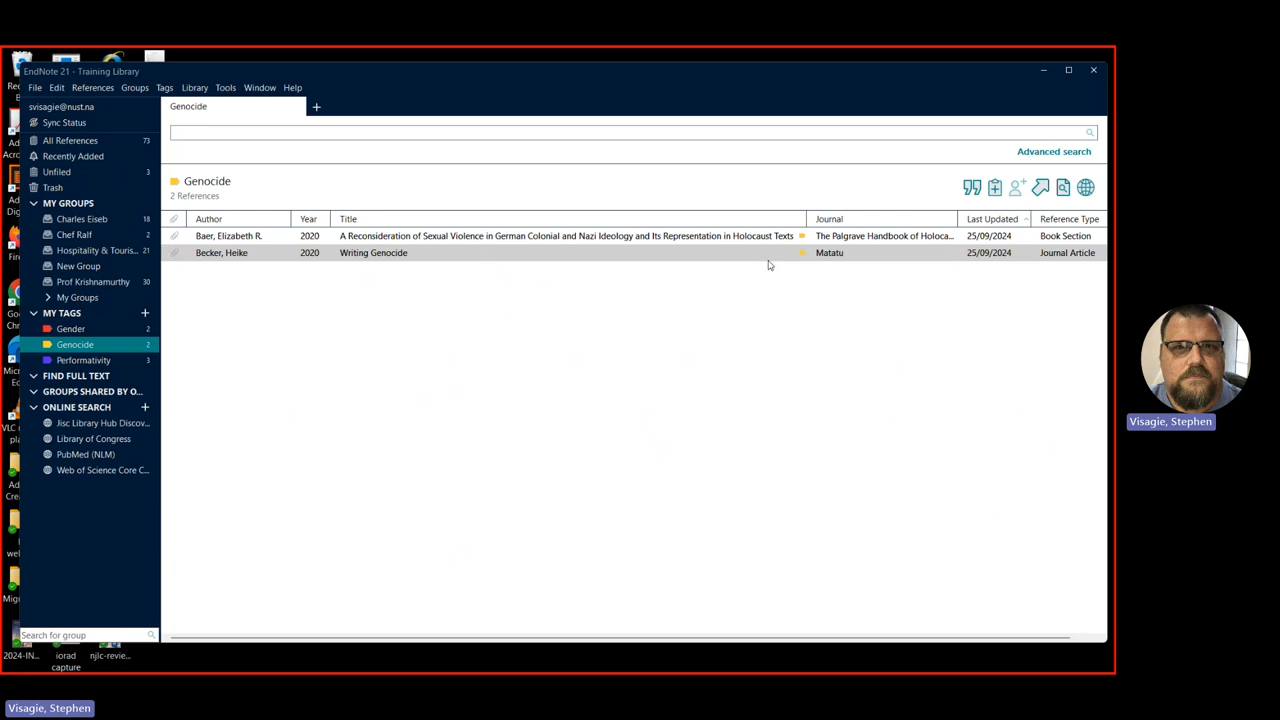 EndNote 21 - Training Library
File Edit References Groups Tags Library Tools Window Help
svisagie@nust.na
Sync Status
All References 73
Recently Added
Unfiled 3
Trash
MY GROUPS
Charles Eiseb 18
Chef Ralf 2
Hospitality & Touris... 21
New Group
Prof Krishnamurthy 30
My Groups
MY TAGS +
Gender 2
Genocide 2
Performativity 3
FIND FULL TEXT
GROUPS SHARED BY O...
ONLINE SEARCH +
Jisc Library Hub Discov...
Library of Congress
PubMed (NLM)
Web of Science Core C...
Search for group
Genocide +
Advanced search
Genocide
2 References
Author Year Title Journal Last Updated Reference Type
Baer, Elizabeth R. 2020 A Reconsideration of Sexual Violence in German Colonial and Nazi Ideology and Its Representation in Holocaust Texts The Palgrave Handbook of Holoca... 25/09/2024 Book Section
Becker, Heike 2020 Writing Genocide Matatu 25/09/2024 Journal Article
2024-IN... iorad capture njlc-revie...
Visagie, Stephen
Visagie, Stephen